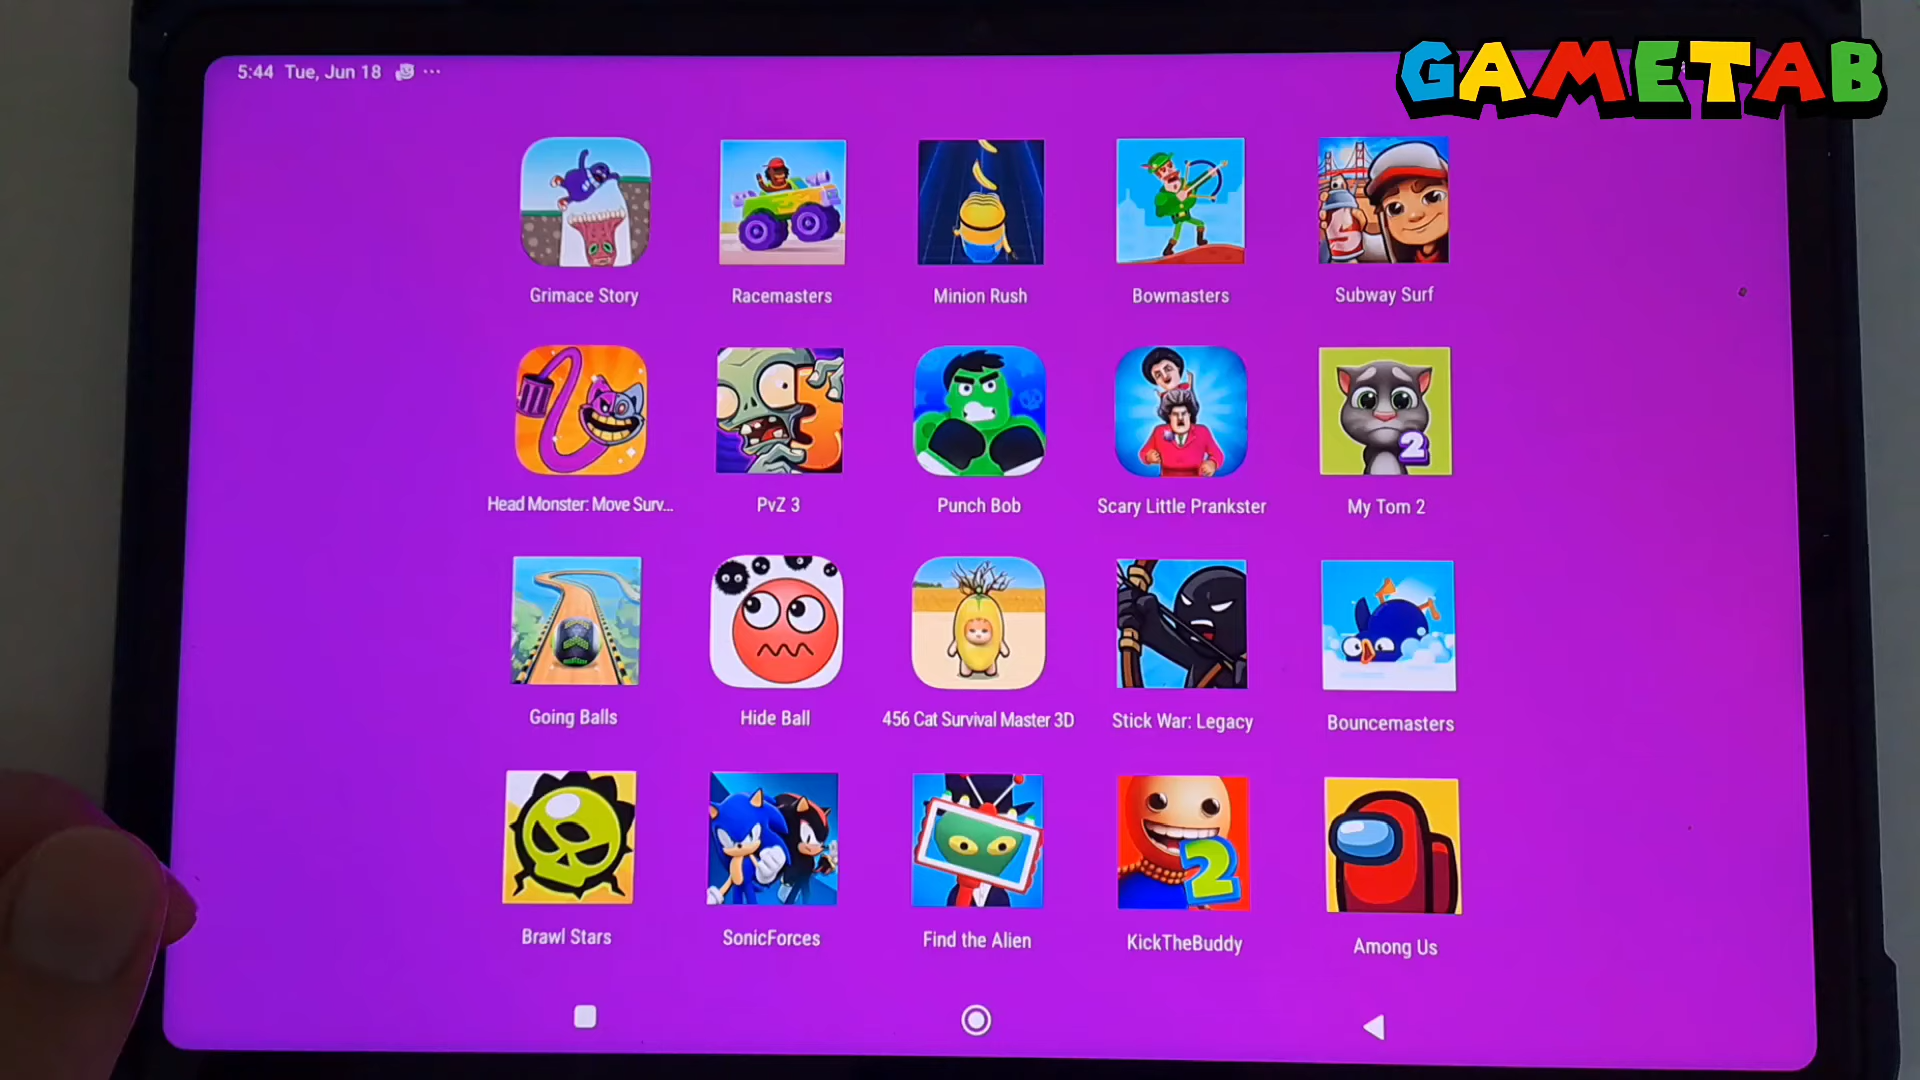 GAMETAB
5:44 Tue, Jun 18
Grimace Story
Racemasters
Minion Rush
Bowmasters
Subway Surf
Head Monster: Move Surv...
PvZ 3
Punch Bob
Scary Little Prankster
My Tom 2
2
Going Balls
Hide Ball
456 Cat Survival Master 3D
Stick War: Legacy
Bouncemasters
Brawl Stars
SonicForces
Find the Alien
KickTheBuddy
2
Among Us